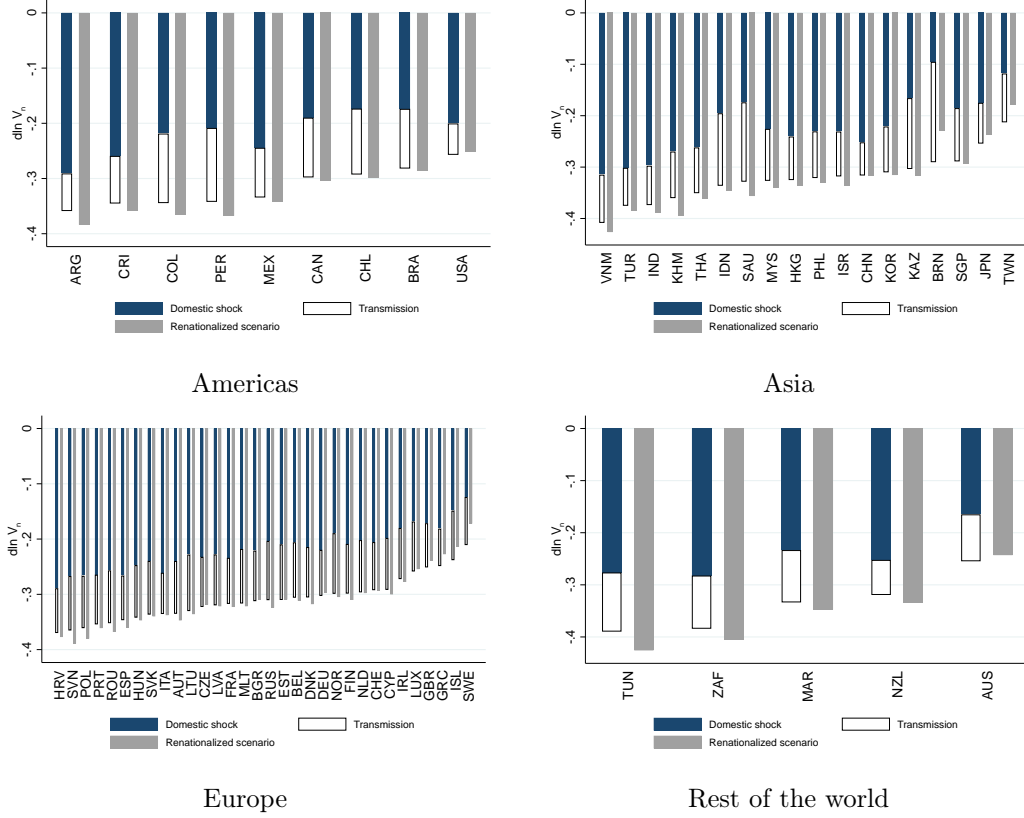 0
-.1
-.2
-.3
-.4
dln Vn
ARG
CRI
COL
PER
MEX
CAN
CHL
BRA
USA
Domestic shock
Transmission
Renationalized scenario
Americas
0
-.1
-.2
-.3
-.4
dln Vn
VNM
TUR
IND
KHM
THA
IDN
SAU
MYS
HKG
PHL
ISR
CHN
KOR
KAZ
BRN
SGP
JPN
TWN
Domestic shock
Transmission
Renationalized scenario
Asia
0
-.1
-.2
-.3
-.4
dln Vn
HRV
SVN
POL
PRT
ROU
ESP
HUN
SVK
ITA
AUT
LTU
CZE
LVA
FRA
MLT
BGR
RUS
EST
BEL
DNK
DEU
NOR
FIN
NLD
CHE
CYP
IRL
LUX
GBR
GRC
ISL
SWE
Domestic shock
Transmission
Renationalized scenario
Europe
0
-.1
-.2
-.3
-.4
dln Vn
TUN
ZAF
MAR
NZL
AUS
Domestic shock
Transmission
Renationalized scenario
Rest of the world